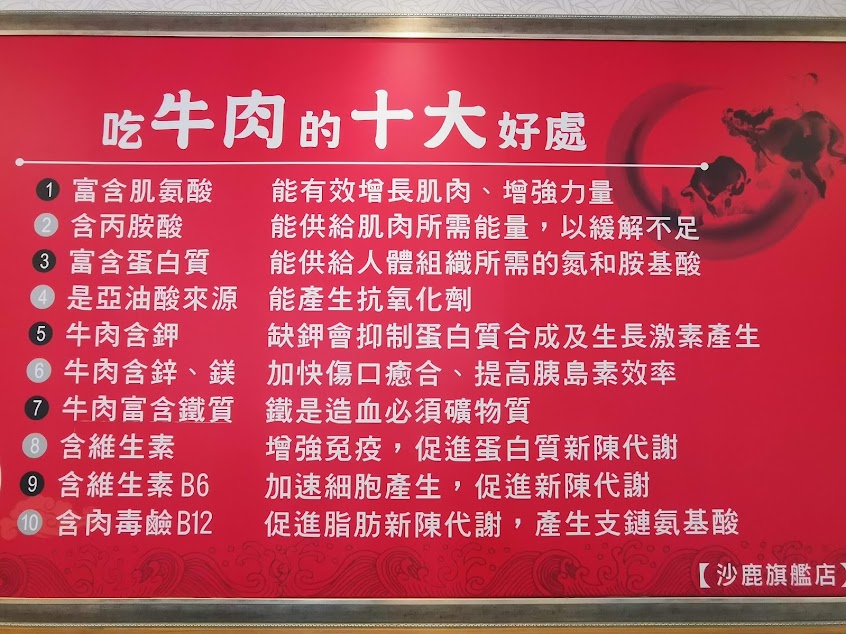 吃牛肉的十大好處
1 富含肌氨酸 能有效增長肌肉、增強力量
2 含丙胺酸 能供給肌肉所需能量，以緩解不足
3 富含蛋白質 能供給人體組織所需的氮和胺基酸
4 是亞油酸來源 能產生抗氧化劑
5 牛肉含鉀 缺鉀會抑制蛋白質合成及生長激素產生
6 牛肉含鋅、鎂 加快傷口癒合、提高胰島素效率
7 牛肉富含鐵質 鐵是造血必須礦物質
8 含維生素 增強免疫，促進蛋白質新陳代謝
9 含維生素B6 加速細胞產生，促進新陳代謝
10 含肉毒鹼B12 促進脂肪新陳代謝，產生支鏈氨基酸
【沙鹿旗艦店】